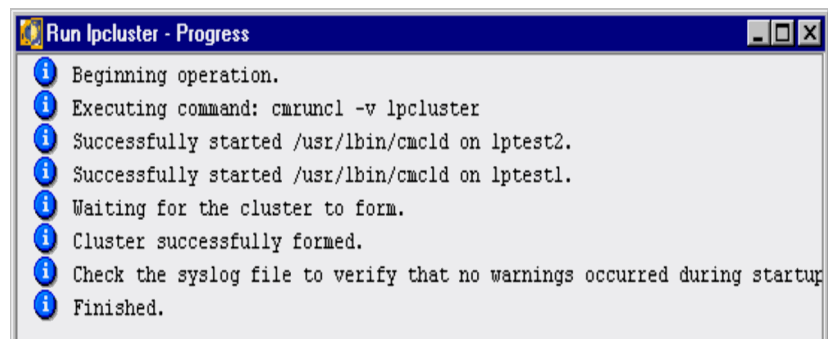 Run lpcluster - Progress
Beginning operation.
Executing command: cmruncl -v lpcluster
Successfully started /usr/lbin/cmcld on lptest2.
Successfully started /usr/lbin/cmcld on lptest1.
Waiting for the cluster to form.
Cluster successfully formed.
Check the syslog file to verify that no warnings occurred during startup
Finished.